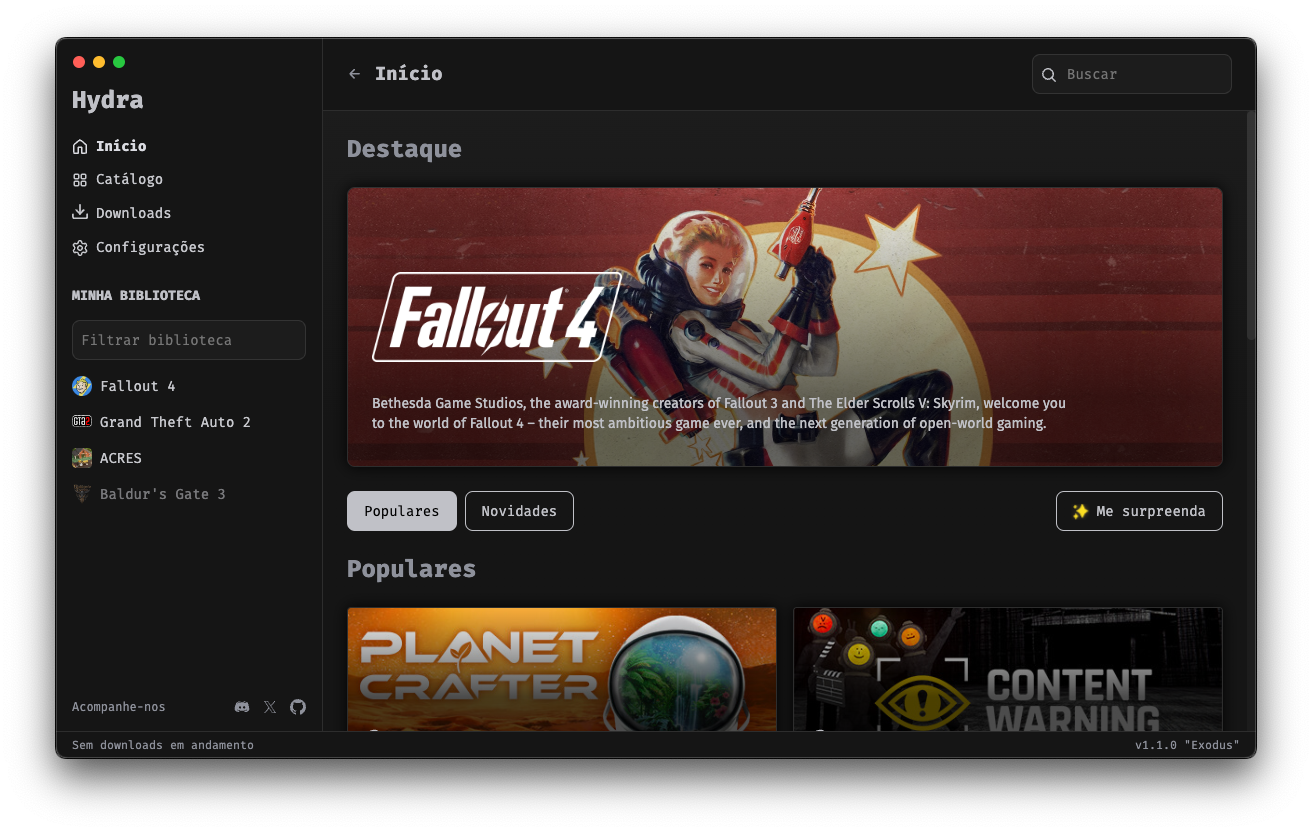 Hydra
Início
Catálogo
Downloads
Configurações
MINHA BIBLIOTECA
Filtrar biblioteca
Fallout 4
GTA2
Grand Theft Auto 2
ACRES
Baldur's Gate 3
Acompanhe-nos
Início
Buscar
Destaque
Fallout 4
Bethesda Game Studios, the award-winning creators of Fallout 3 and The Elder Scrolls V: Skyrim, welcome you
to the world of Fallout 4 – their most ambitious game ever, and the next generation of open-world gaming.
Populares
Novidades
✨ Me surpreenda
Populares
PLANET
CRAFTER
CONTENT
WARNING
Sem downloads em andamento
v1.1.0 "Exodus"